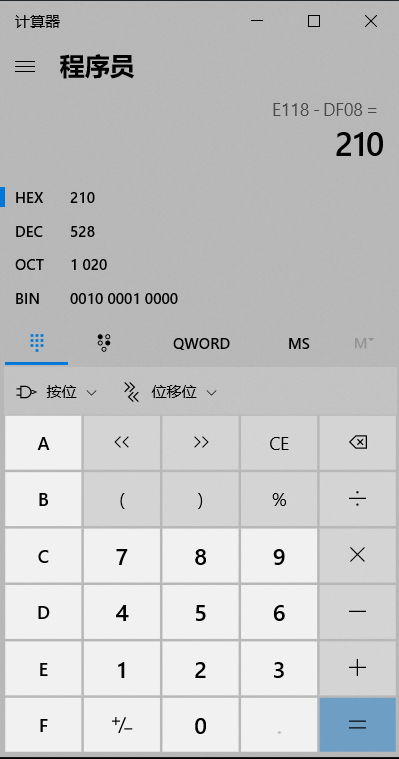 计算器
程序员
E118 - DF08 =
210
HEX 210
DEC 528
OCT 1 020
BIN 0010 0001 0000
QWORD MS M
按位 位移位
A << >> CE
B ( ) % ÷
C 7 8 9 ×
D 4 5 6 −
E 1 2 3 +
F +/− 0 . =